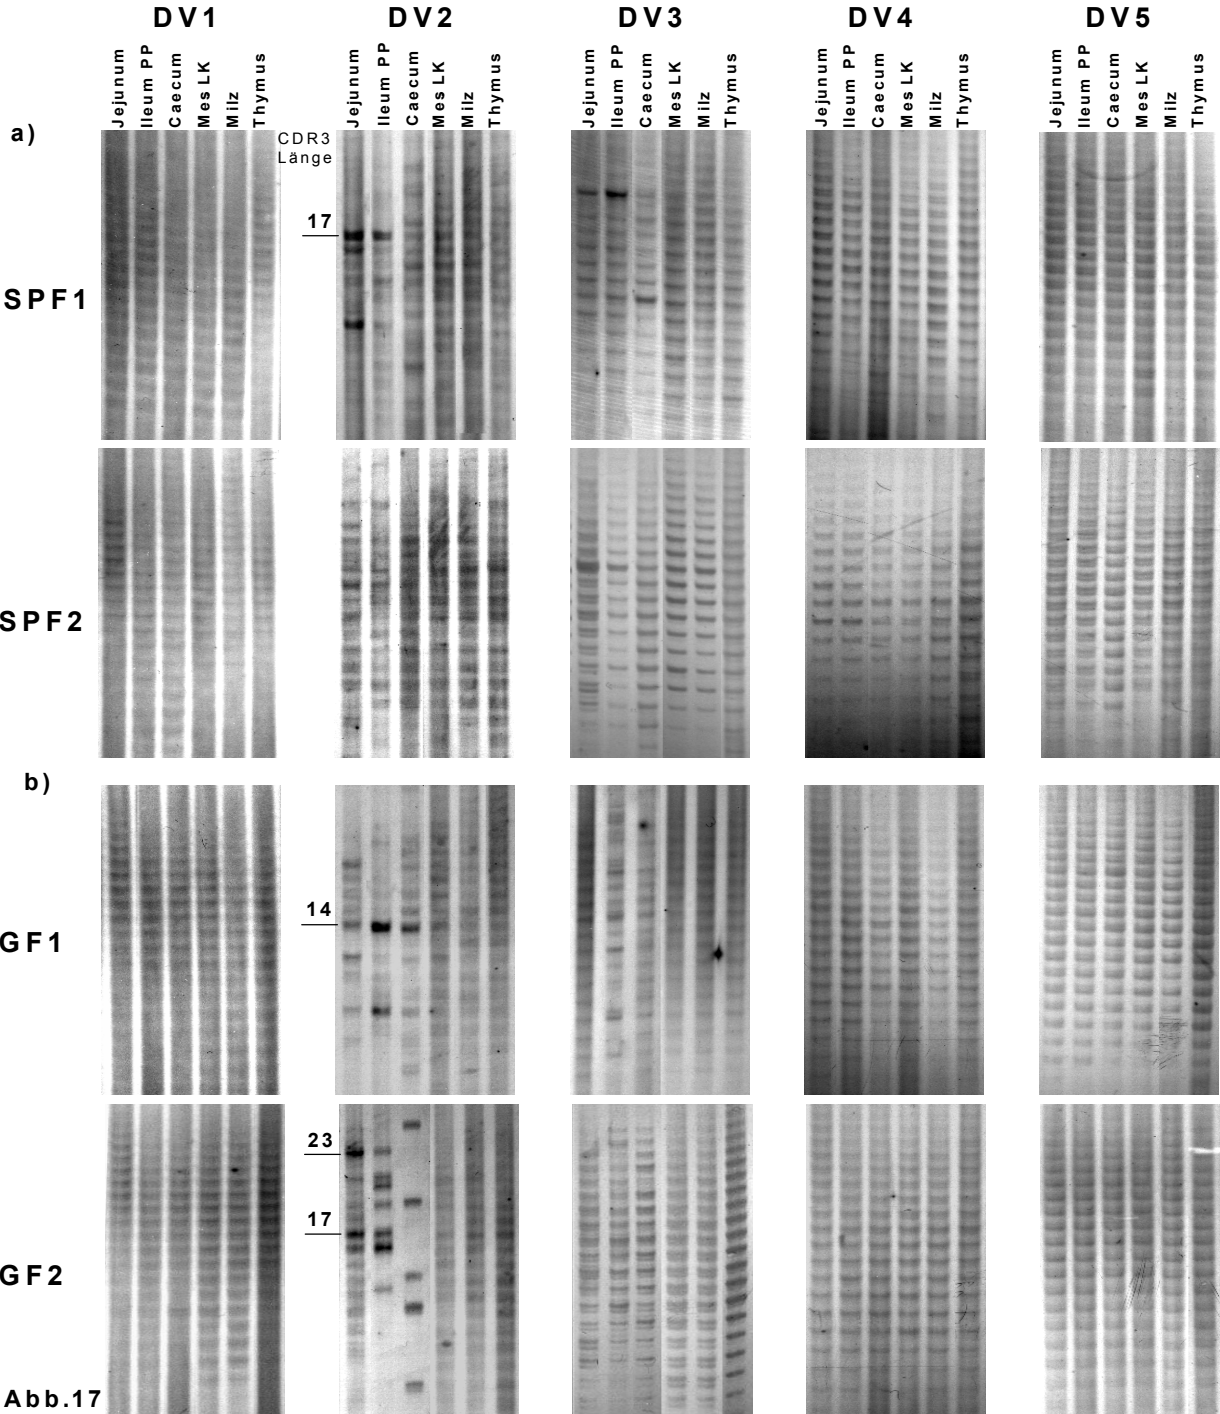 DV1 DV2 DV3 DV4 DV5
Jejunum Ileum PP Caecum Mes LK Milz Thymus Jejunum Ileum PP Caecum Mes LK Milz Thymus Jejunum Ileum PP Caecum Mes LK Milz Thymus Jejunum Ileum PP Caecum Mes LK Milz Thymus Jejunum Ileum PP Caecum Mes LK Milz Thymus
a)
CDR3
Länge
17
SPF1
SPF2
b)
14
GF1
23
17
GF2
Abb.17